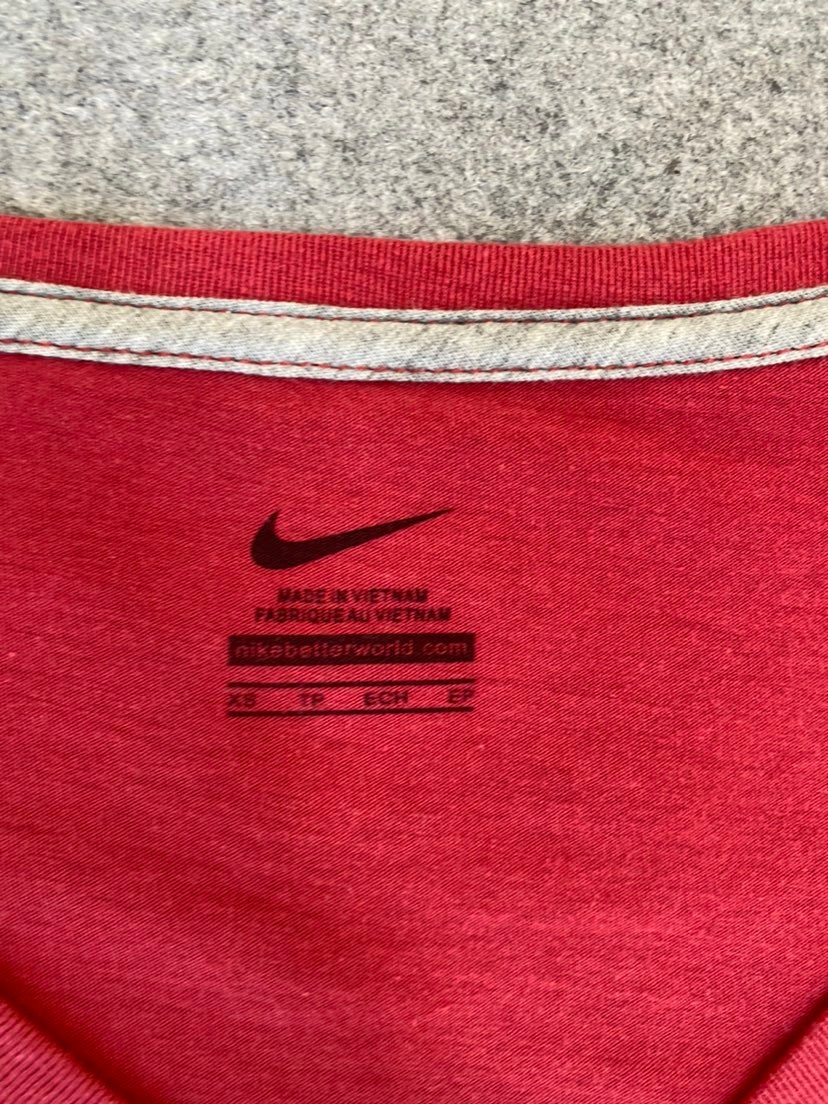 MADE IN VIETNAM
FABRIQUE AU VIETNAM
nikebetterworld.com
XS TP ECH EP